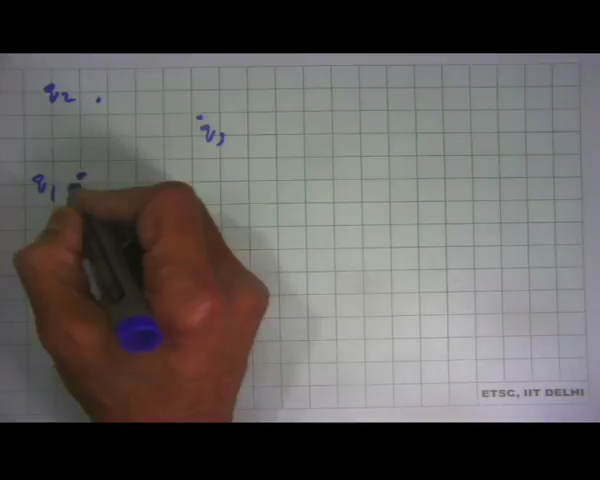 q2 .
. q3
q1 .
ETSC, IIT DELHI